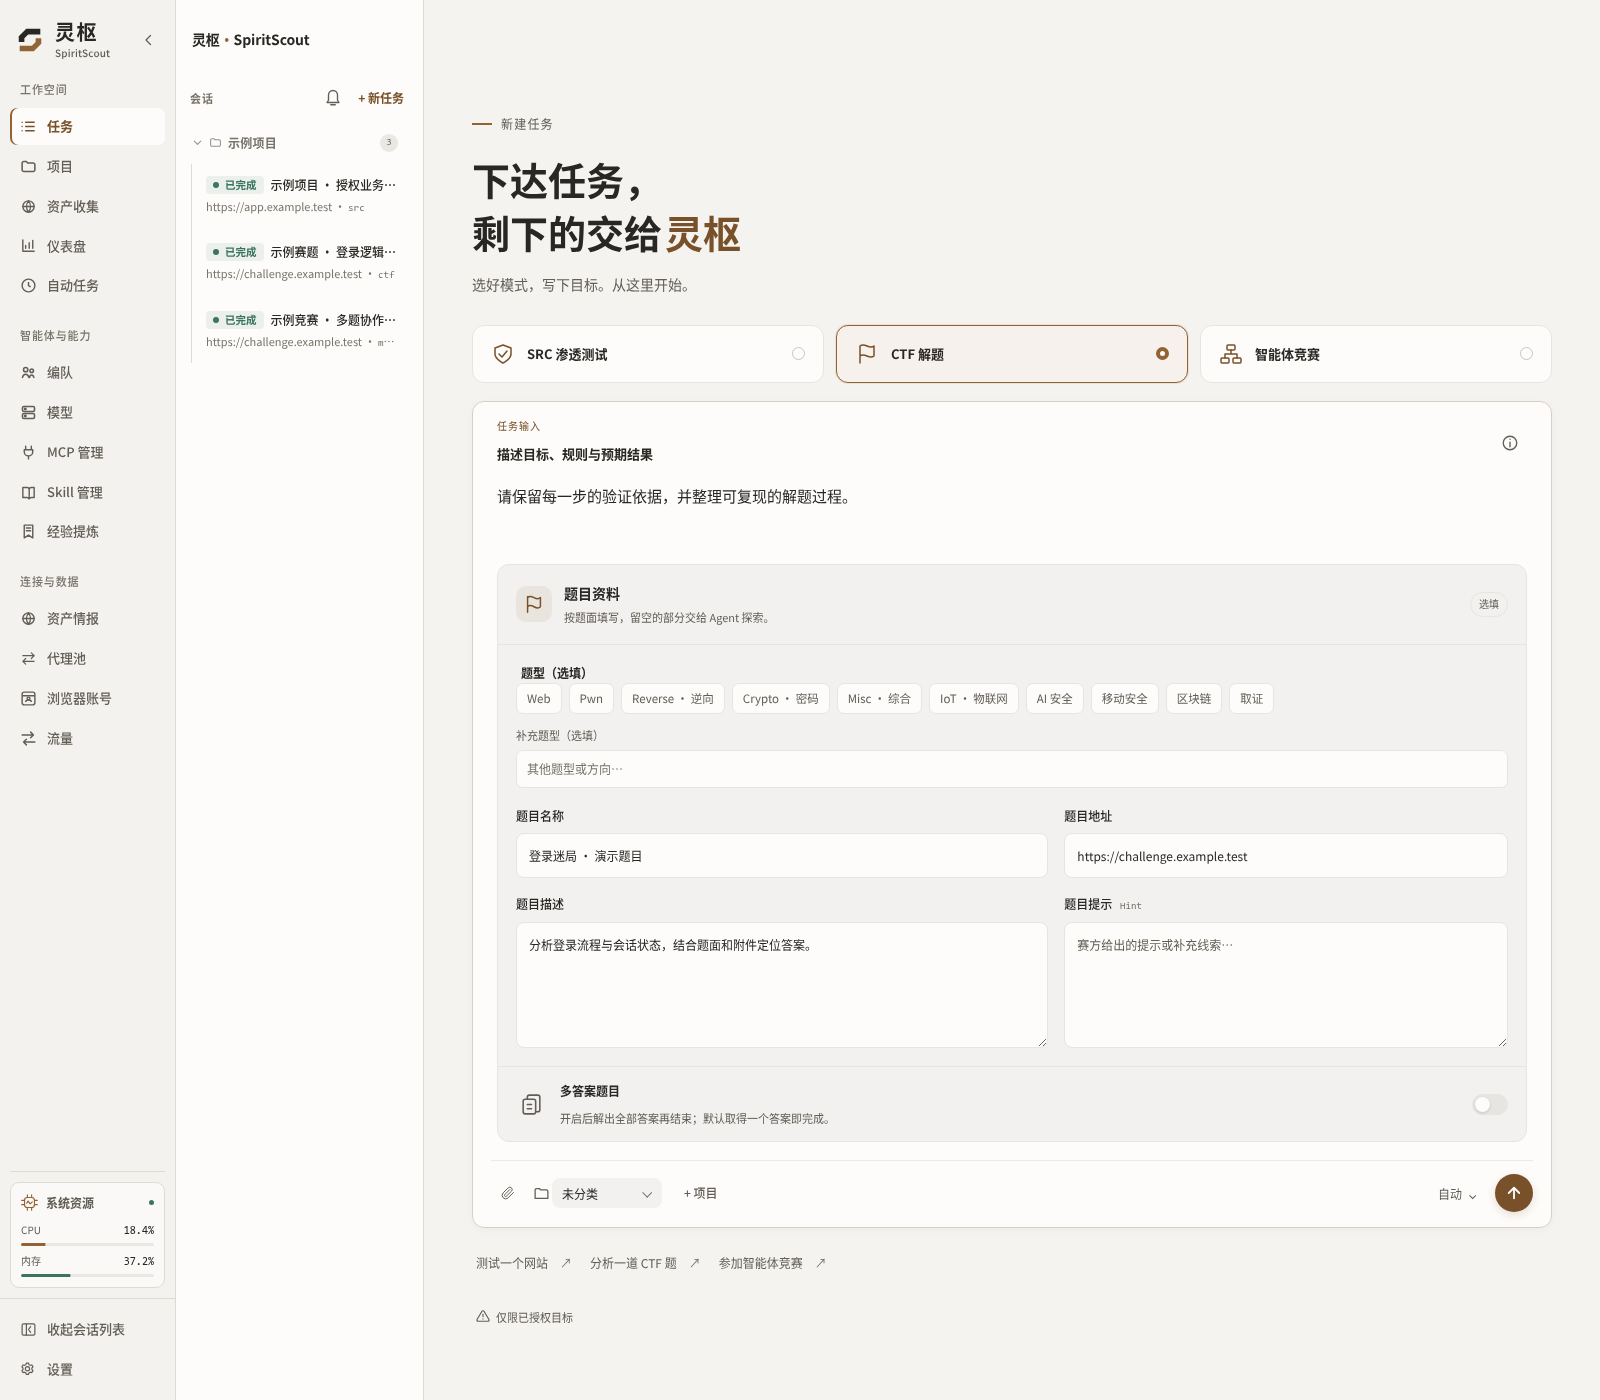 灵枢
SpiritScout
工作空间
任务
项目
资产收集
仪表盘
自动任务
智能体与能力
编队
模型
MCP 管理
Skill 管理
经验提炼
连接与数据
资产情报
代理池
浏览器账号
流量
系统资源
CPU 18.4%
内存 37.2%
收起会话列表
设置
灵枢 • SpiritScout
会话
+ 新任务
示例项目 3
已完成 示例项目 • 授权业务…
https://app.example.test • src
已完成 示例赛题 • 登录逻辑…
https://challenge.example.test • ctf
已完成 示例竞赛 • 多题协作…
https://challenge.example.test • m…
新建任务
下达任务，
剩下的交给灵枢
选好模式，写下目标。从这里开始。
SRC 渗透测试
CTF 解题
智能体竞赛
任务输入
描述目标、规则与预期结果
请保留每一步的验证依据，并整理可复现的解题过程。
题目资料
按题面填写，留空的部分交给 Agent 探索。
选填
题型（选填）
Web
Pwn
Reverse • 逆向
Crypto • 密码
Misc • 综合
IoT • 物联网
AI 安全
移动安全
区块链
取证
补充题型（选填）
其他题型或方向…
题目名称
登录迷局 • 演示题目
题目地址
https://challenge.example.test
题目描述
分析登录流程与会话状态，结合题面和附件定位答案。
题目提示 Hint
赛方给出的提示或补充线索…
多答案题目
开启后解出全部答案再结束；默认取得一个答案即完成。
未分类
+ 项目
自动
测试一个网站 ↗
分析一道 CTF 题 ↗
参加智能体竞赛 ↗
仅限已授权目标